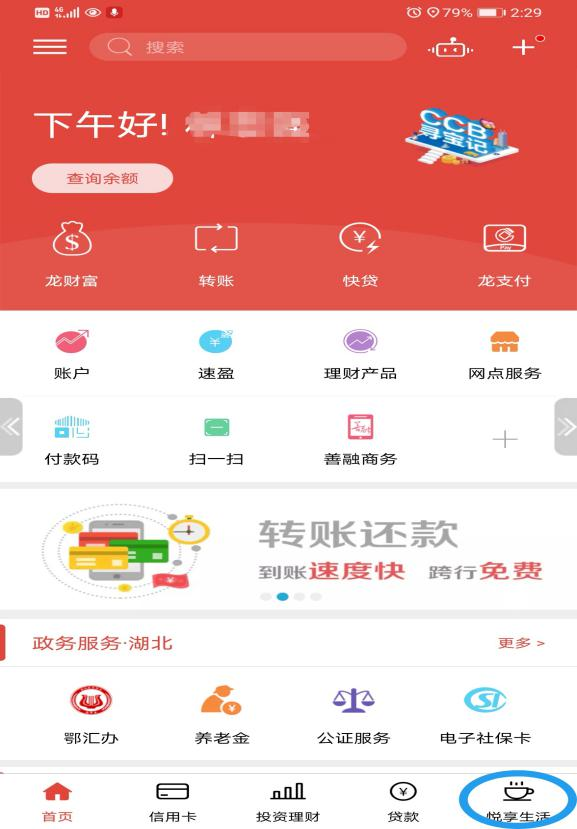 HD 46 79% 2:29
搜索
下午好!
CCB
寻宝记
查询余额
¥
$
Pay
龙财富 转账 快贷 龙支付
¥
账户 速盈 理财产品 网点服务
善融
付款码 扫一扫 善融商务
转账还款
到账速度快 跨行免费
政务服务·湖北 更多 >
¥
鄂汇办 养老金 公证服务 电子社保卡
¥
首页 信用卡 投资理财 贷款 悦享生活